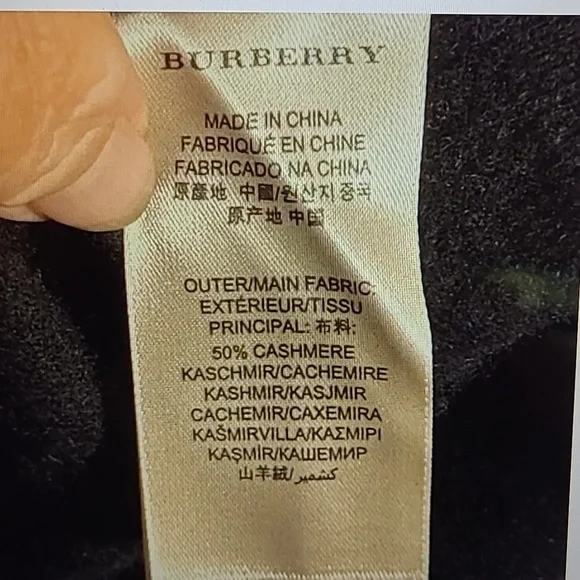 BURBERRY
MADE IN CHINA
FABRIQUÉ EN CHINE
FABRICADO NA CHINA
原產地 中國/원산지 중국
原产地 中国
OUTER/MAIN FABRIC:
EXTÉRIEUR/TISSU
PRINCIPAL: 布料:
50% CASHMERE
KASCHMIR/CACHEMIRE
KASHMIR/KASJMIR
CACHEMIR/CAXEMIRA
KAŠMIRVILLA/ΚΑΣΜΙΡΙ
KAŞMİR/КАШЕМИР
山羊絨/كشمير